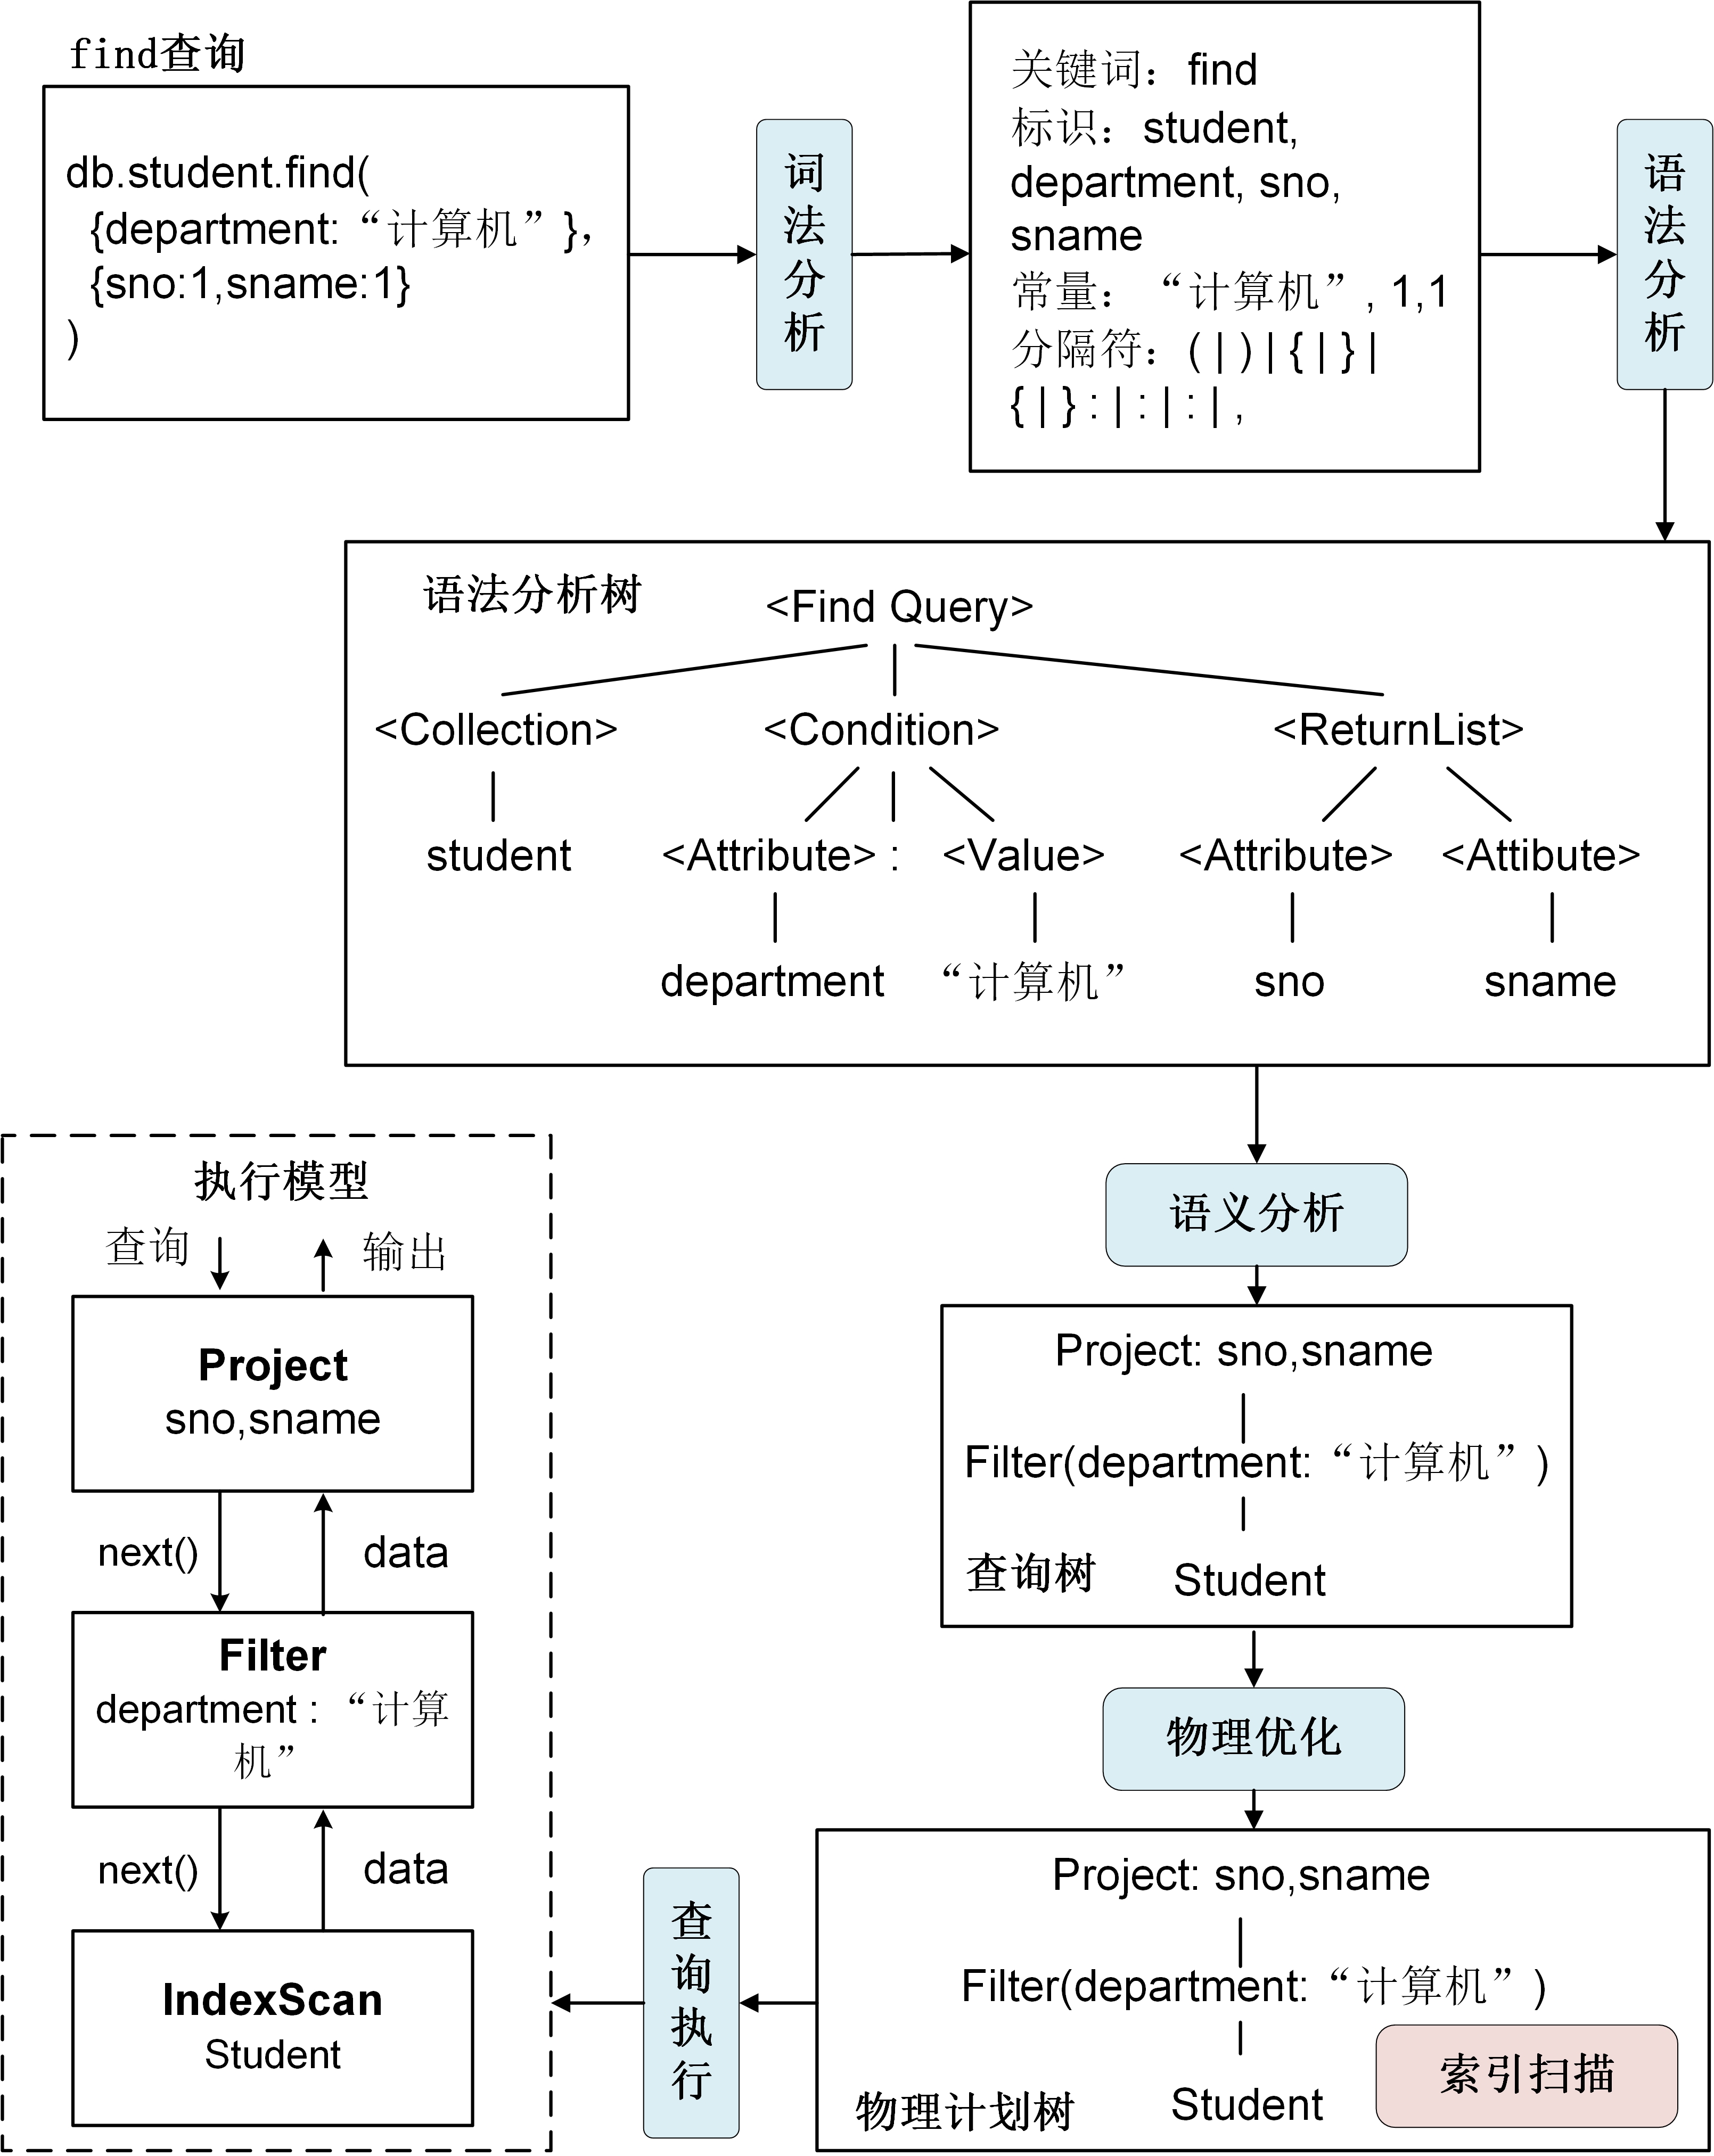 find查询
db.student.find(
{department:“计算机”},
{sno:1,sname:1}
)
词法分析
关键词：find
标识：student,
department, sno,
sname
常量：“计算机”, 1,1
分隔符：( | ) | { | } |
{ | } : | : | : | ,
语法分析
语法分析树
<Find Query>
<Collection> <Condition> <ReturnList>
student <Attribute> : <Value> <Attribute> <Attibute>
department “计算机” sno sname
语义分析
Project: sno,sname
Filter(department:“计算机”)
查询树 Student
物理优化
Project: sno,sname
Filter(department:“计算机”)
索引扫描
物理计划树 Student
查询执行
执行模型
查询 输出
Project
sno,sname
next() data
Filter
department :“计算
机”
next() data
IndexScan
Student